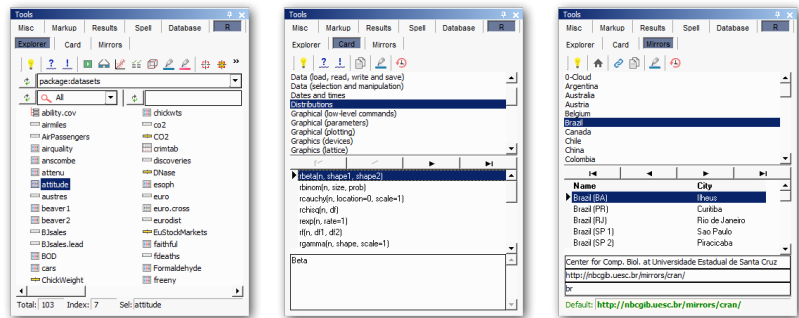 Tools
Misc Markup Results Spell Database R
Explorer Card Mirrors
package:datasets
All
ability.cov chickwts
airmiles co2
AirPassengers CO2
airquality crimtab
anscombe discoveries
attenu DNase
attitude esoph
austres euro
beaver1 euro.cross
beaver2 eurodist
BJsales EuStockMarkets
BJsales.lead faithful
BOD fdeaths
cars Formaldehyde
ChickWeight freeny
Total: 103 Index: 7 Sel: attitude
Tools
Misc Markup Results Spell Database R
Explorer Card Mirrors
Data (load, read, write and save)
Data (selection and manipulation)
Dates and times
Distributions
Graphical (low-level commands)
Graphical (parameters)
Graphical (plotting)
Graphics (devices)
Graphics (lattice)
rbeta(n, shape1, shape2)
rbinom(n, size, prob)
rcauchy(n, location=0, scale=1)
rchisq(n, df)
rexp(n, rate=1)
rf(n, df1, df2)
rgamma(n, shape, scale=1)
Beta
Tools
Misc Markup Results Spell Database R
Explorer Card Mirrors
0-Cloud
Argentina
Australia
Austria
Belgium
Brazil
Canada
Chile
China
Colombia
Name City
Brazil (BA) Ilheus
Brazil (PR) Curitiba
Brazil (RJ) Rio de Janeiro
Brazil (SP 1) Sao Paulo
Brazil (SP 2) Piracicaba
Center for Comp. Biol. at Universidade Estadual de Santa Cruz
http://nbcgib.uesc.br/mirrors/cran/
br
Default: http://nbcgib.uesc.br/mirrors/cran/